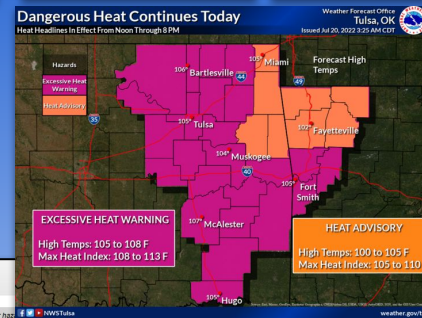 Dangerous Heat Continues Today
Heat Headlines In Effect From Noon Through 8 PM
Weather Forecast Office
Tulsa, OK
Issued Jul 20, 2022 3:25 AM CDT
Hazards
Excessive Heat
Warning
Heat Advisory
Forecast High
Temps
106°
Bartlesville
105°
Miami
44
49
35
105°
Tulsa
102°
Fayetteville
104°
Muskogee
40
105°
Fort
Smith
107°
McAlester
105°
Hugo
EXCESSIVE HEAT WARNING
High Temps: 105 to 108 F
Max Heat Index: 108 to 113 F
HEAT ADVISORY
High Temps: 100 to 105 F
Max Heat Index: 105 to 110
NWSTulsa
weather.gov/t